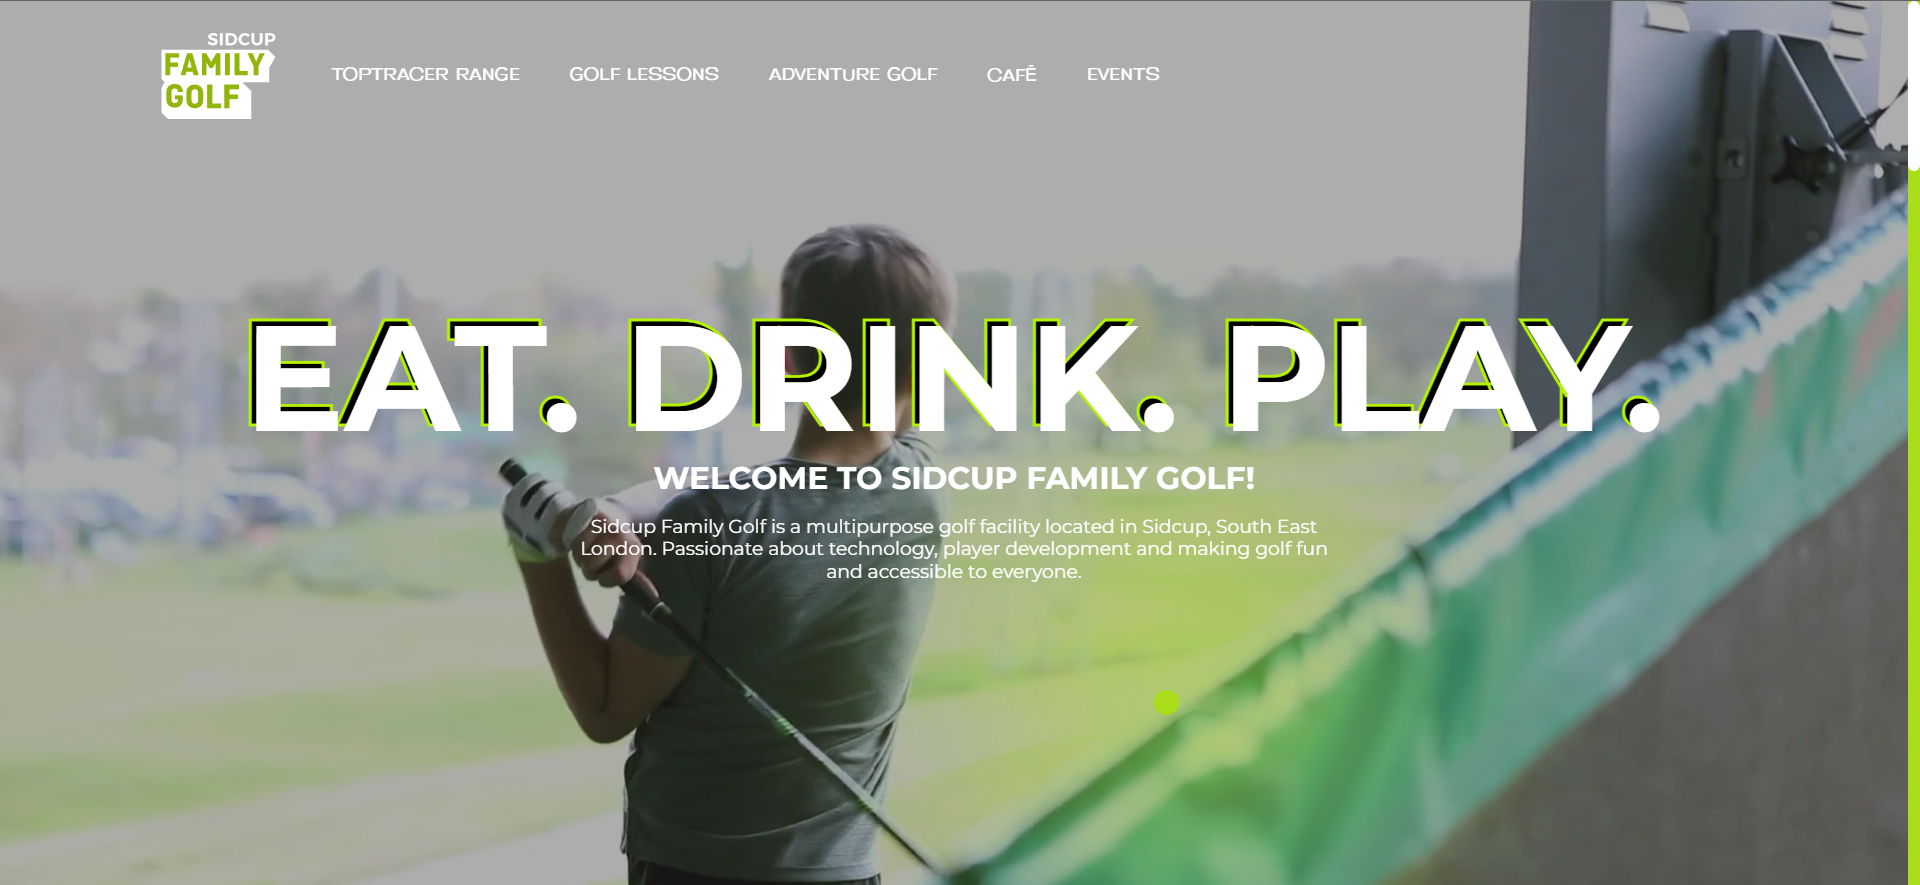 SIDCUP
FAMILY
GOLF
TOPTRACER RANGE
GOLF LESSONS
ADVENTURE GOLF
CAFĚ
EVENTS
EAT. DRINK. PLAY.
WELCOME TO SIDCUP FAMILY GOLF!
Sidcup Family Golf is a multipurpose golf facility located in Sidcup, South East
London. Passionate about technology, player development and making golf fun
and accessible to everyone.